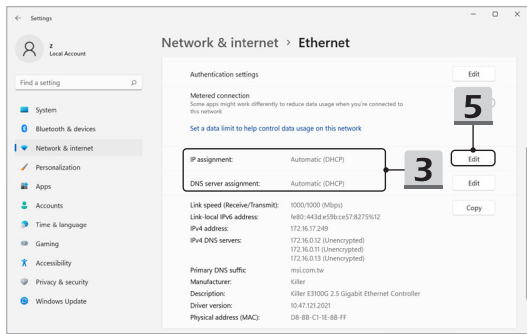 Settings
z
Local Account
Find a setting
System
Bluetooth & devices
Network & internet
Personalization
Apps
Accounts
Time & language
Gaming
Accessibility
Privacy & security
Windows Update
Network & internet > Ethernet
Authentication settings Edit
Metered connection
Some apps might work differently to reduce data usage when you're connected to
this network
5
Set a data limit to help control data usage on this network
IP assignment: Automatic (DHCP) Edit
3
DNS server assignment: Automatic (DHCP) Edit
Link speed (Receive/Transmit): 1000/1000 (Mbps) Copy
Link-local IPv6 address: fe80::443d:e59b:ce57:8275%12
IPv4 address: 172.16.17.249
IPv4 DNS servers: 172.16.0.12 (Unencrypted)
172.16.0.11 (Unencrypted)
172.16.0.13 (Unencrypted)
Primary DNS suffix: msi.com.tw
Manufacturer: Killer
Description: Killer E3100G 2.5 Gigabit Ethernet Controller
Driver version: 10.47.121.2021
Physical address (MAC): D8-BB-C1-1E-8B-FF